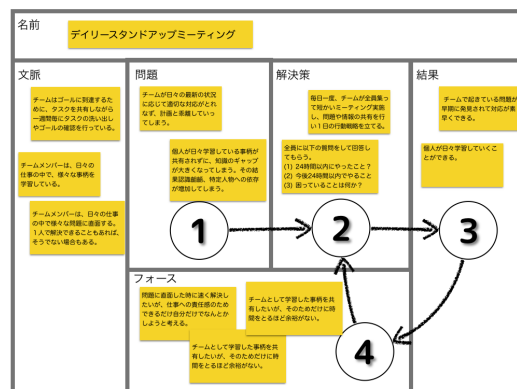 名前
デイリースタンドアップミーティング
文脈
チームはゴールに到達するた
めに、タスクを共有しながら
一週間毎にタスクの洗い出し
やゴールの確認を行っている。
チームメンバーは、日々の
仕事の中で、様々な事柄を
学習している。
チームメンバーは、日々の仕事
の中で様々な問題に直面する。
1人で解決できることもあれば、
そうでない場合もある。
問題
チームが日々の最新の状況
に応じて適切な対応がとれ
なず、計画と乖離していっ
てしまう。
個人が日々学習している事柄が
共有されずに、知識のギャップ
が大きくなってしまう。その結
果認識齟齬、特定人物への依存
が増加してしまう。
1
解決策
毎日一度、チームが全員集っ
て短かいミーティング実施
し、問題や情報の共有を行
い1日の行動戦略を立てる。
全員に以下の質問をして回答し
てもらう。
(1) 24時間以内にやったこと？
(2) 今後24時間内でやること
(3) 困っていることは何か？
2
結果
チームで起きている問題が
早期に発見されて対応が素
早くできる。
個人が日々学習していくこ
とができる。
3
フォース
問題に直面した時に速く解決し
たいが、仕事への責任感のため
できるだけ自分だけでなんとか
しようと考える。
チームとして学習した事柄を共
有したいが、そのためだけに時
間をとるほど余裕がない。
チームとして学習した事柄を共
有したいが、そのためだけに時
間をとるほど余裕がない。
4